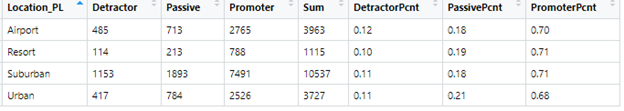 Location_PL Detractor Passive Promoter Sum DetractorPcnt PassivePcnt PromoterPcnt
Airport 485 713 2765 3963 0.12 0.18 0.70
Resort 114 213 788 1115 0.10 0.19 0.71
Suburban 1153 1893 7491 10537 0.11 0.18 0.71
Urban 417 784 2526 3727 0.11 0.21 0.68